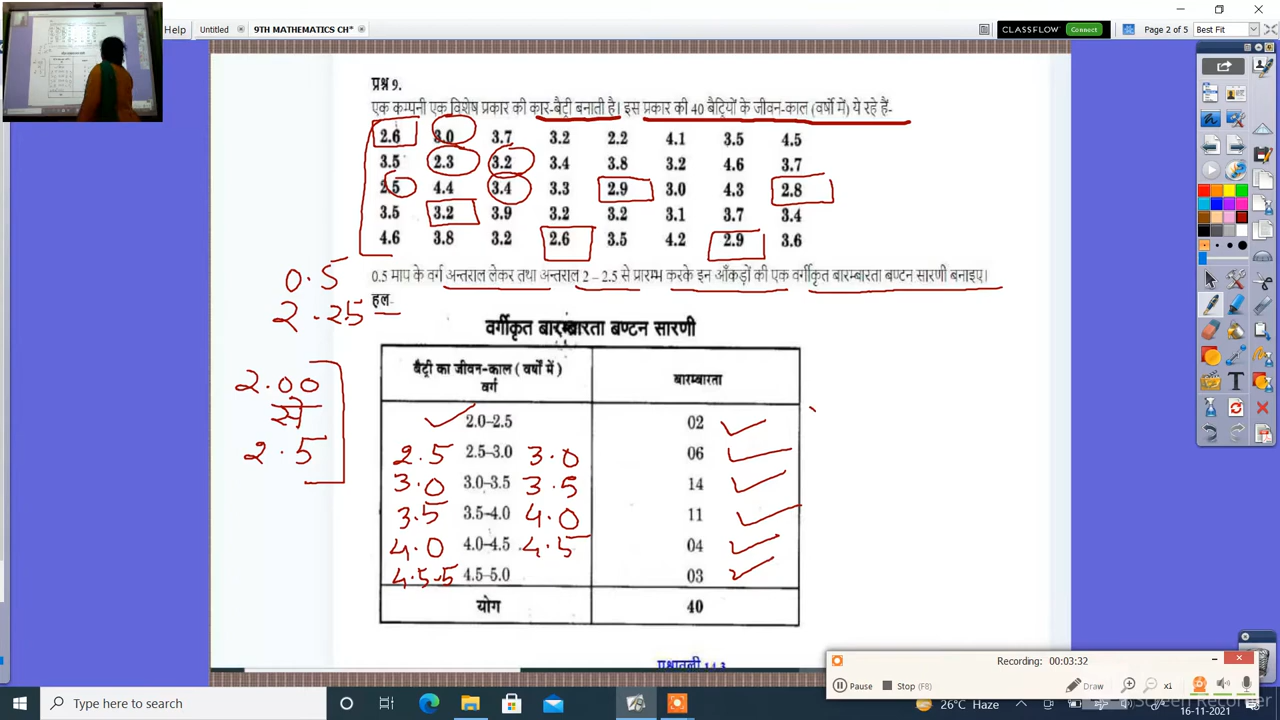 Help
Untitled
9TH MATHEMATICS CH*
CLASSFLOW
Connect
Page 2 of 5
Best Fit
प्रश्न 9.
एक कम्पनी एक विशेष प्रकार की कार-बैट्री बनाती है। इस प्रकार की 40 बैट्रियों के जीवन-काल (वर्षों में) ये रहे हैं-
2.6 3.0 3.7 3.2 2.2 4.1 3.5 4.5
3.5 2.3 3.2 3.4 3.8 3.2 4.6 3.7
2.5 4.4 3.4 3.3 2.9 3.0 4.3 2.8
3.5 3.2 3.9 3.2 3.2 3.1 3.7 3.4
4.6 3.8 3.2 2.6 3.5 4.2 2.9 3.6
0.5 माप के वर्ग अन्तराल लेकर तथा अन्तराल 2 – 2.5 से प्रारम्भ करके इन आँकड़ों की एक वर्गीकृत बारम्बारता बण्टन सारणी बनाइए।
0.5
2.25
हल-
2.00
से
2.5
वर्गीकृत बारम्बारता बण्टन सारणी
बैट्री का जीवन-काल (वर्षों में)
वर्ग
बारम्बारता
2.0–2.5 02
2.5 2.5–3.0 3.0 06
3.0 3.0–3.5 3.5 14
3.5 3.5–4.0 4.0 11
4.0 4.0–4.5 4.5 04
4.5-5 4.5–5.0 03
योग 40
प्रश्नावली 14.3
Recording: 00:03:32
Pause
Stop (F8)
Draw
x1
Type here to search
26°C Haze
16-11-2021